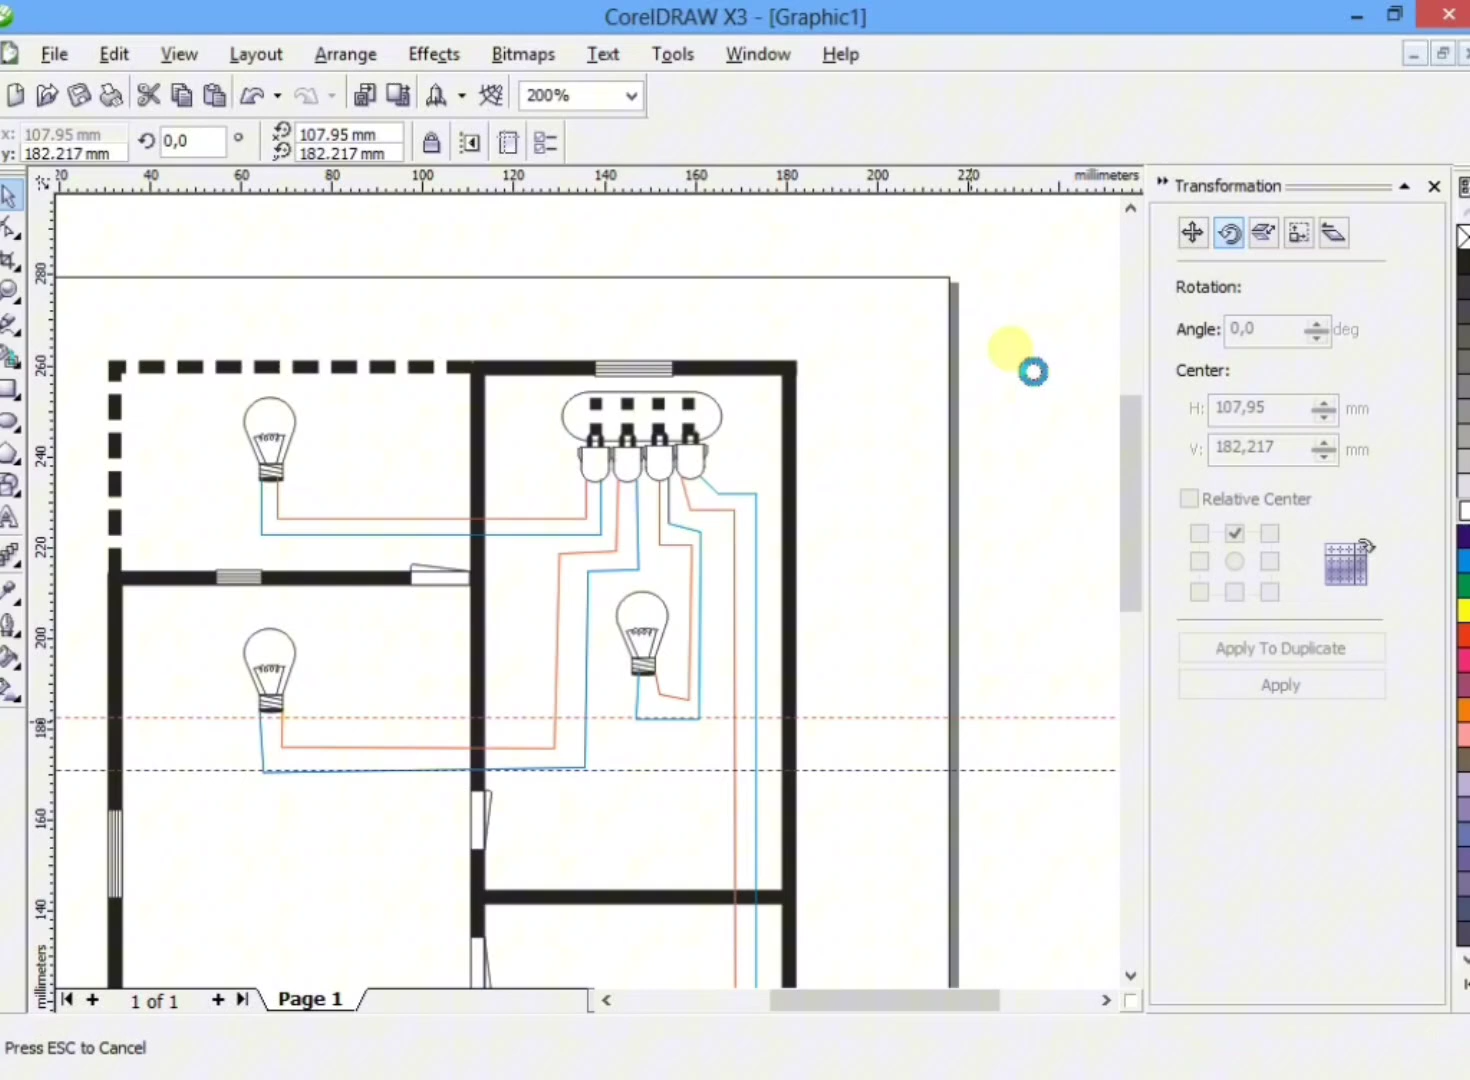 CorelDRAW X3 - [Graphic1]
File Edit View Layout Arrange Effects Bitmaps Text Tools Window Help
200%
x: 107.95 mm
y: 182.217 mm
0,0 °
107.95 mm
182.217 mm
20 40 60 80 100 120 140 160 180 200 220 millimeters
280
260
240
220
200
180
160
140
millimeters
Transformation
Rotation:
Angle: 0,0 deg
Center:
H: 107,95 mm
V: 182,217 mm
Relative Center
Apply To Duplicate
Apply
1 of 1
Page 1
Press ESC to Cancel